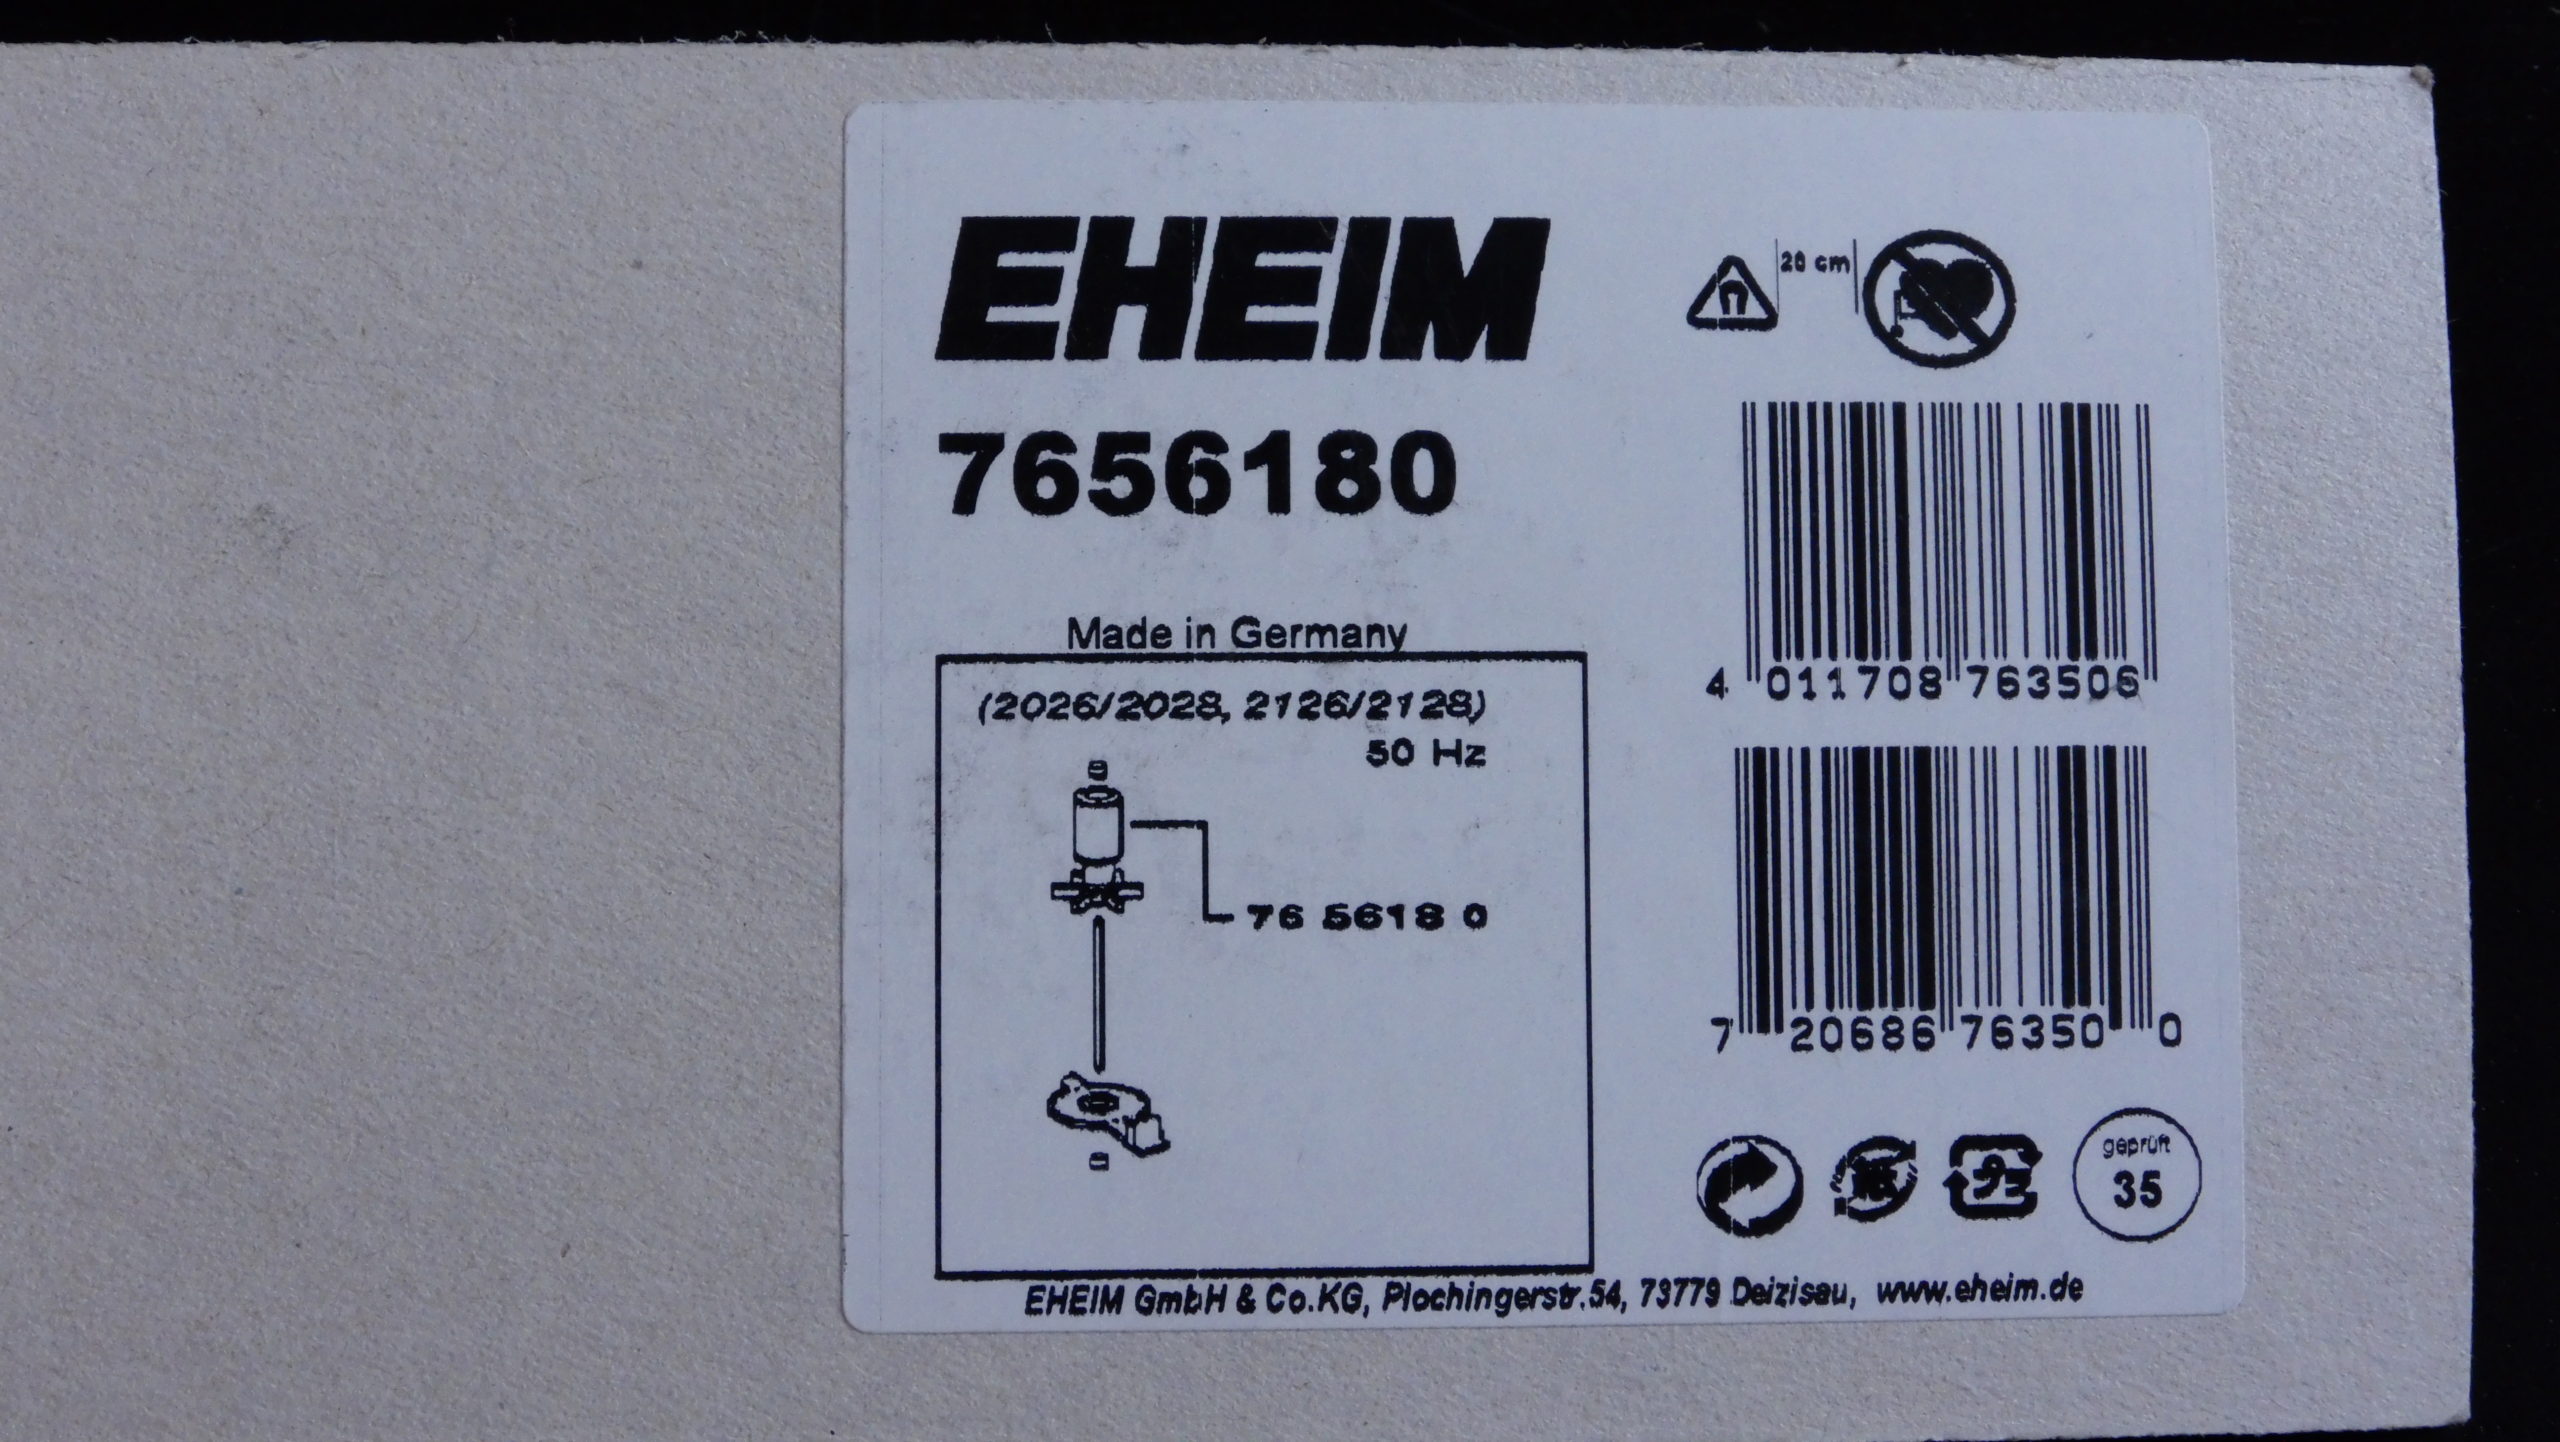 EHEIM
20 cm
7656180
4 011708 763506
Made in Germany
(2026/2028, 2126/2128)
50 Hz
76 5618 0
7 20686 76350 0
geprüft
35
EHEIM GmbH & Co.KG, Plochingerstr.54, 73779 Deizisau, www.eheim.de